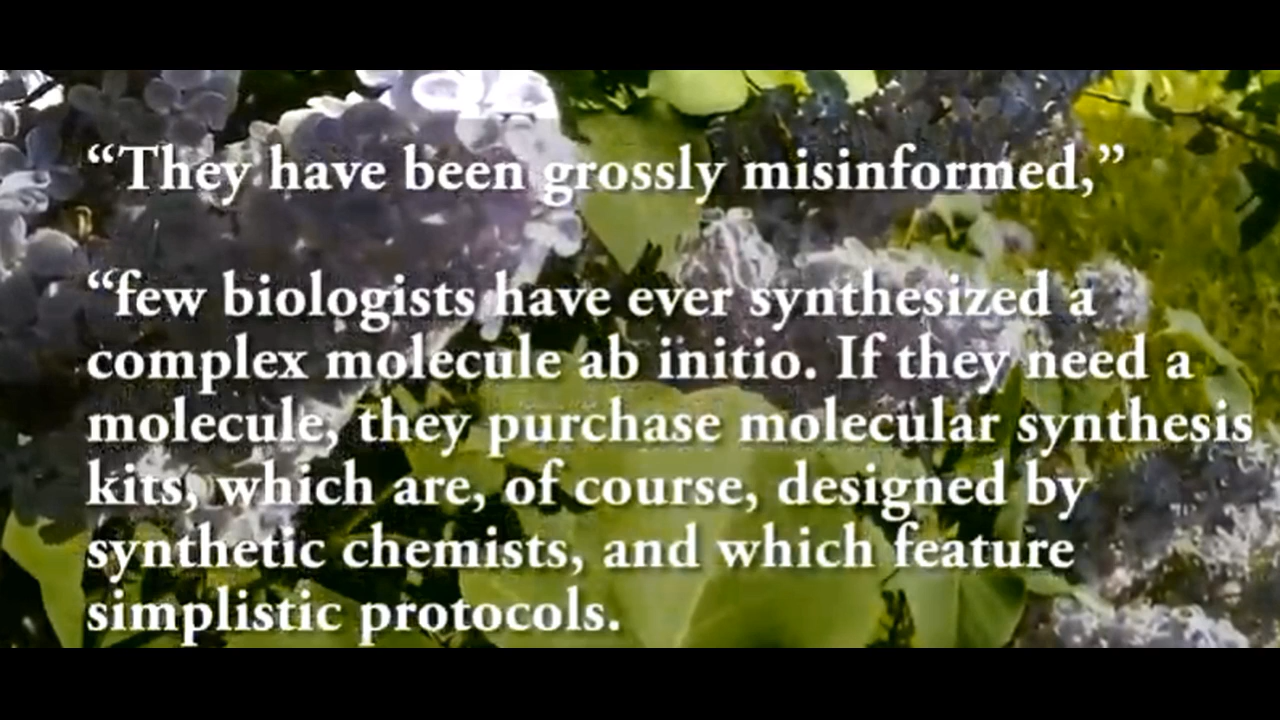 “They have been grossly misinformed,”
“few biologists have ever synthesized a
complex molecule ab initio. If they need a
molecule, they purchase molecular synthesis
kits, which are, of course, designed by
synthetic chemists, and which feature
simplistic protocols.